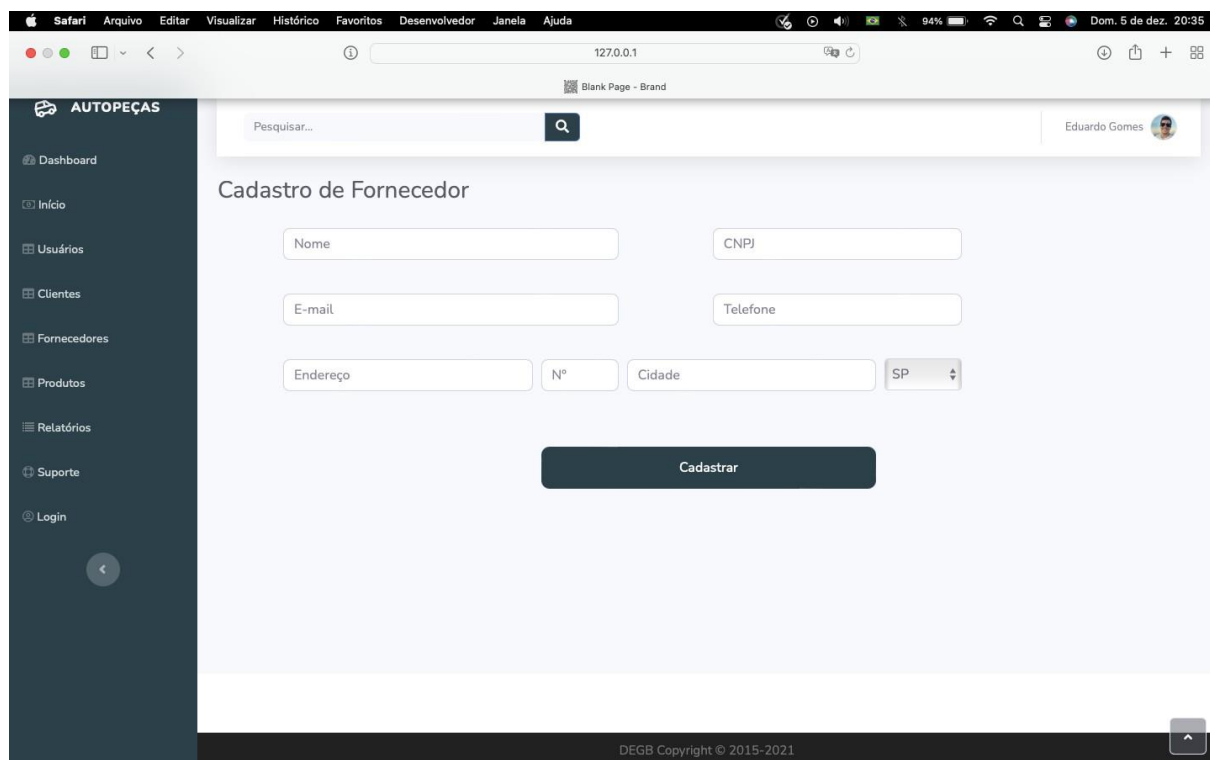 Safari Arquivo Editar Visualizar Histórico Favoritos Desenvolvedor Janela Ajuda 94% Dom. 5 de dez. 20:35
127.0.0.1
Blank Page - Brand
AUTOPEÇAS
Pesquisar...
Eduardo Gomes
Dashboard
Início
Usuários
Clientes
Fornecedores
Produtos
Relatórios
Suporte
Login
Cadastro de Fornecedor
Nome CNPJ
E-mail Telefone
Endereço Nº Cidade SP
Cadastrar
DEGB Copyright © 2015-2021